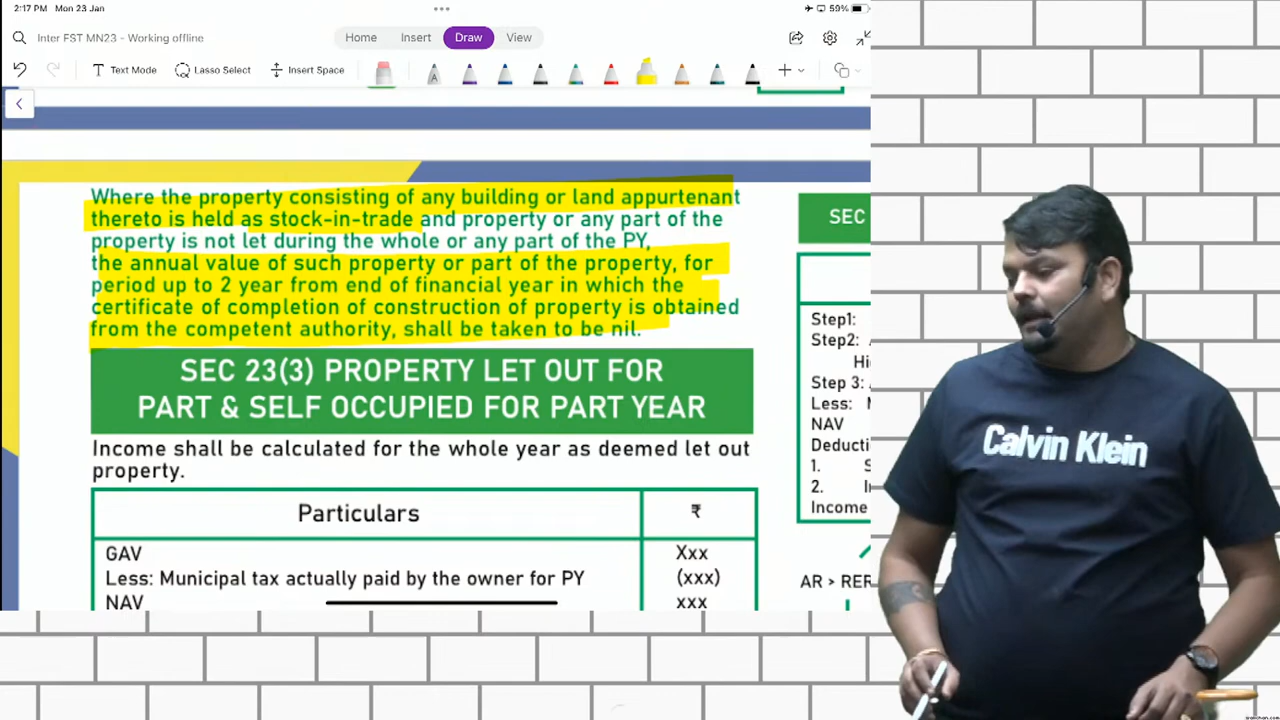 2:17 PM Mon 23 Jan
59%
Inter FST MN23 - Working offline
Home Insert Draw View
Text Mode
Lasso Select
Insert Space
A
Where the property consisting of any building or land appurtenant
thereto is held as stock-in-trade and property or any part of the
property is not let during the whole or any part of the PY,
the annual value of such property or part of the property, for
period up to 2 year from end of financial year in which the
certificate of completion of construction of property is obtained
from the competent authority, shall be taken to be nil.
SEC 23(3) PROPERTY LET OUT FOR
PART & SELF OCCUPIED FOR PART YEAR
Income shall be calculated for the whole year as deemed let out
property.
Particulars ₹
GAV Xxx
Less: Municipal tax actually paid by the owner for PY (xxx)
NAV xxx
SEC
Step1:
Step2:
Hi
Step 3:
Less:
NAV
Deducti
1. S
2.
Income
AR > RER
Calvin Klein